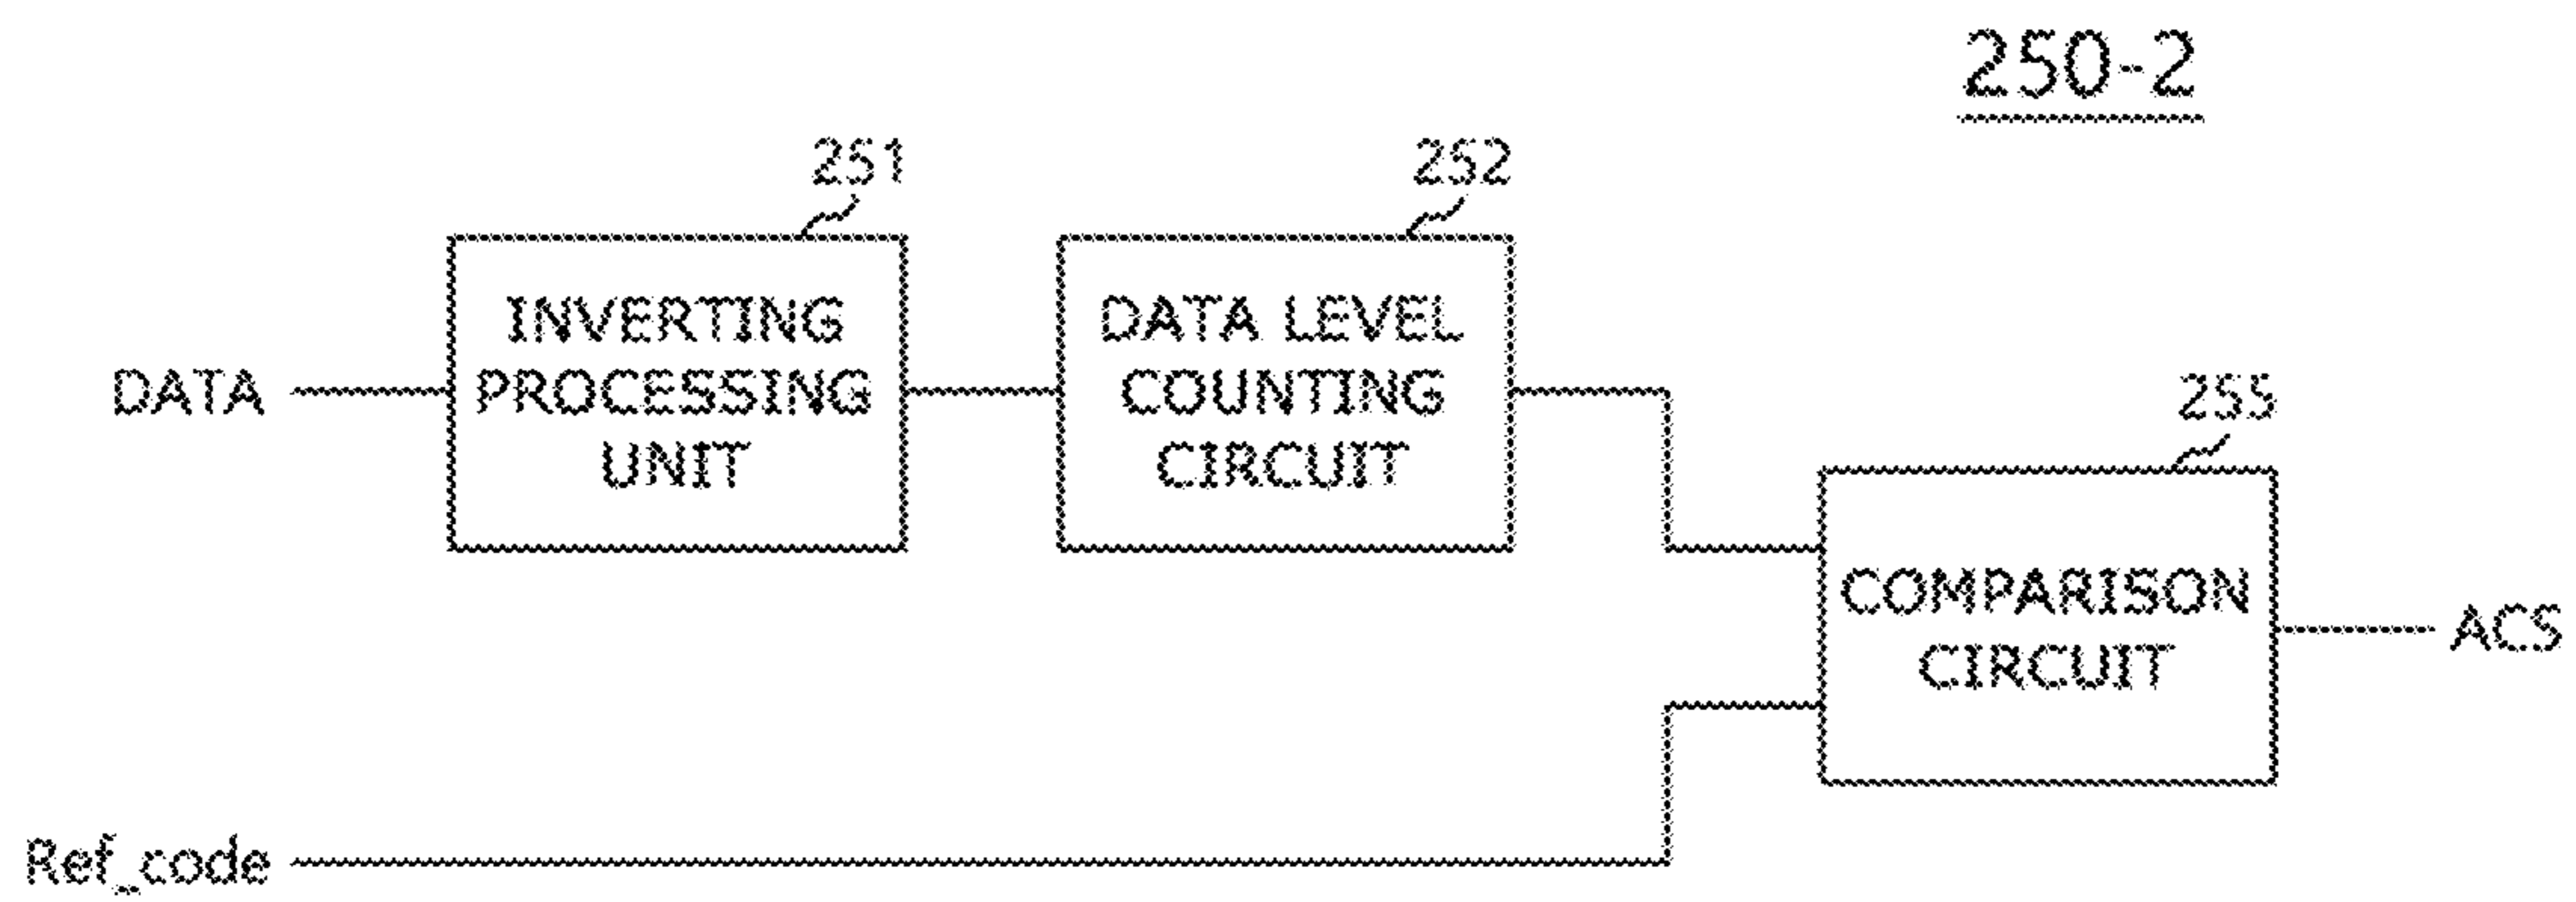 250-2
251
252
INVERTING
PROCESSING
UNIT
DATA LEVEL
COUNTING
CIRCUIT
DATA
255
COMPARISON
CIRCUIT
ACS
Ref_code